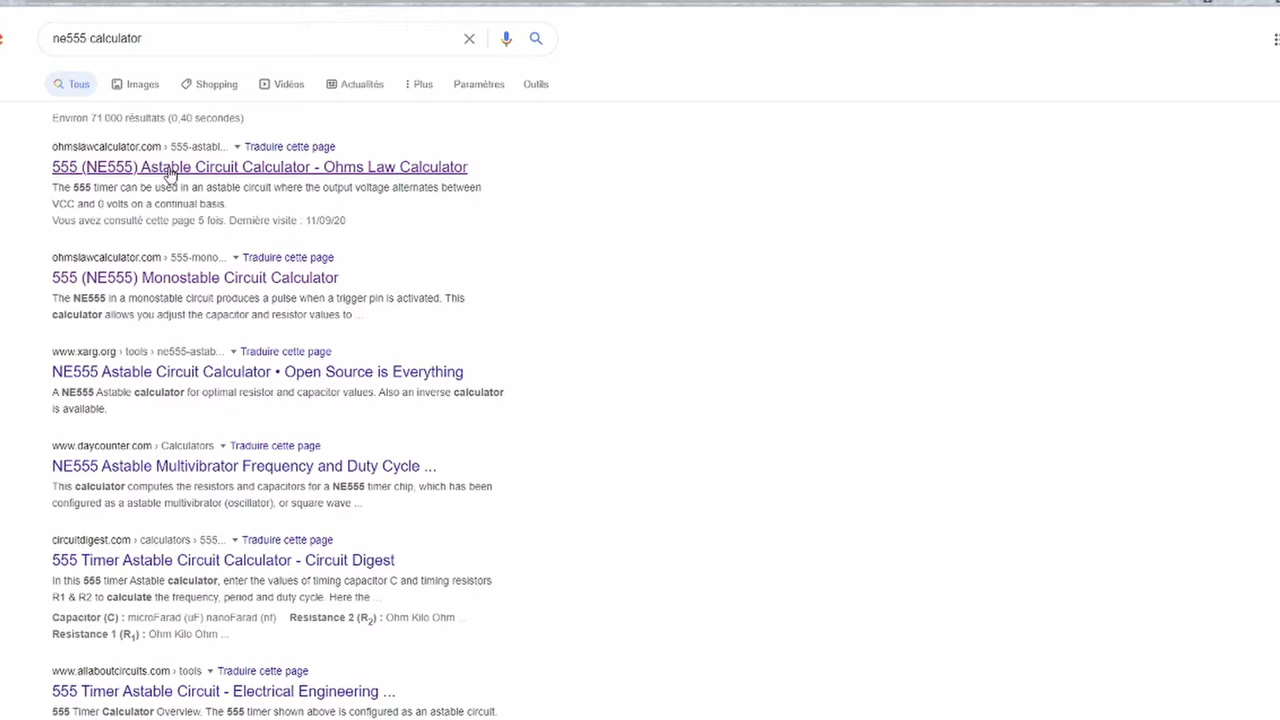 ne555 calculator
Tous Images Shopping Vidéos Actualités Plus Paramètres Outils
Environ 71 000 résultats (0,40 secondes)
ohmslawcalculator.com › 555-astabl... Traduire cette page
555 (NE555) Astable Circuit Calculator - Ohms Law Calculator
The 555 timer can be used in an astable circuit where the output voltage alternates between
VCC and 0 volts on a continual basis.
Vous avez consulté cette page 5 fois. Dernière visite : 11/09/20
ohmslawcalculator.com › 555-mono... Traduire cette page
555 (NE555) Monostable Circuit Calculator
The NE555 in a monostable circuit produces a pulse when a trigger pin is activated. This
calculator allows you adjust the capacitor and resistor values to ...
www.xarg.org › tools › ne555-astab... Traduire cette page
NE555 Astable Circuit Calculator • Open Source is Everything
A NE555 Astable calculator for optimal resistor and capacitor values. Also an inverse calculator
is available.
www.daycounter.com › Calculators Traduire cette page
NE555 Astable Multivibrator Frequency and Duty Cycle ...
This calculator computes the resistors and capacitors for a NE555 timer chip, which has been
configured as a astable multivibrator (oscillator), or square wave ...
circuitdigest.com › calculators › 555... Traduire cette page
555 Timer Astable Circuit Calculator - Circuit Digest
In this 555 timer Astable calculator, enter the values of timing capacitor C and timing resistors
R1 & R2 to calculate the frequency, period and duty cycle. Here the ...
Capacitor (C) : microFarad (uF) nanoFarad (nf) Resistance 2 (R2) : Ohm Kilo Ohm ...
Resistance 1 (R1) : Ohm Kilo Ohm ...
www.allaboutcircuits.com › tools Traduire cette page
555 Timer Astable Circuit - Electrical Engineering ...
555 Timer Calculator Overview. The 555 timer shown above is configured as an astable circuit.